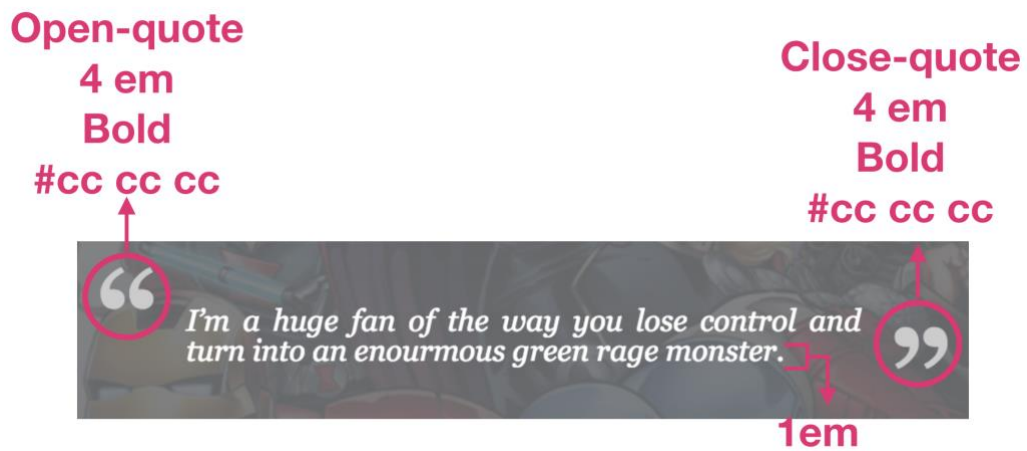 Open-quote
4 em
Bold
#cc cc cc
Close-quote
4 em
Bold
#cc cc cc
“
I’m a huge fan of the way you lose control and
turn into an enourmous green rage monster.
”
1em